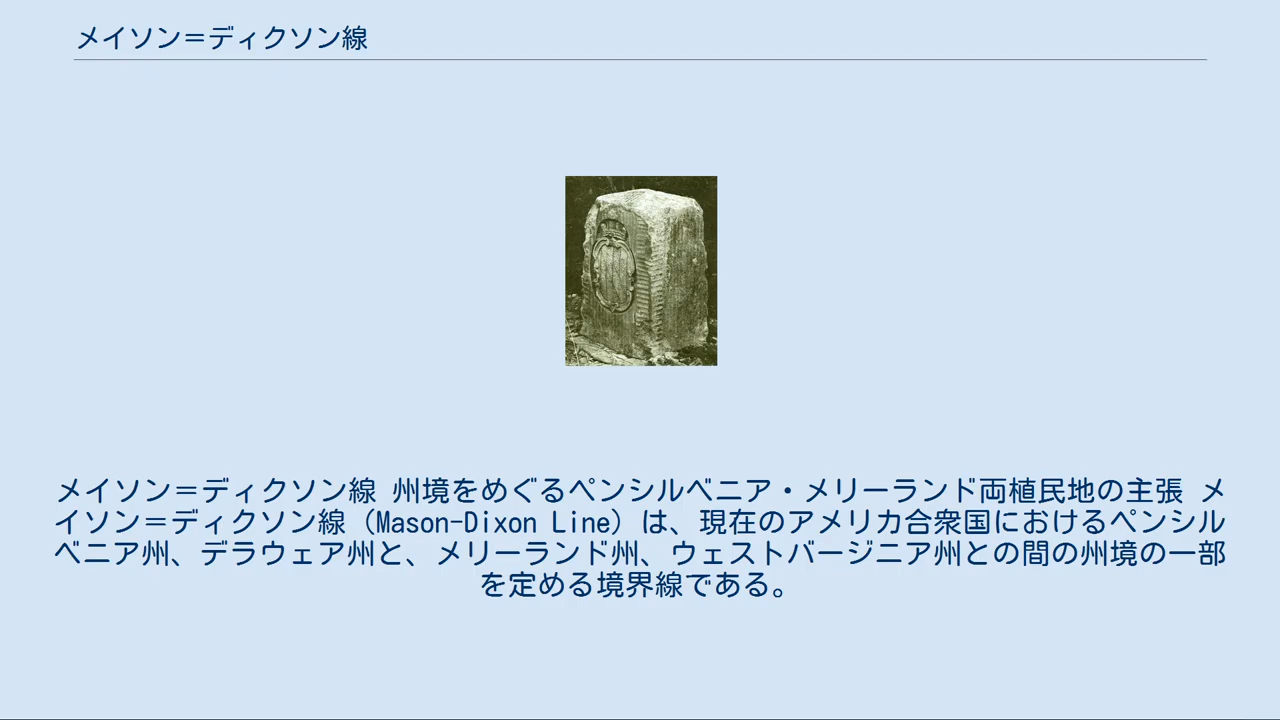 メイソン＝ディクソン線
メイソン＝ディクソン線 州境をめぐるペンシルベニア・メリーランド両植民地の主張 メ
イソン＝ディクソン線（Mason-Dixon Line）は、現在のアメリカ合衆国におけるペンシル
ベニア州、デラウェア州と、メリーランド州、ウェストバージニア州との間の州境の一部
を定める境界線である。